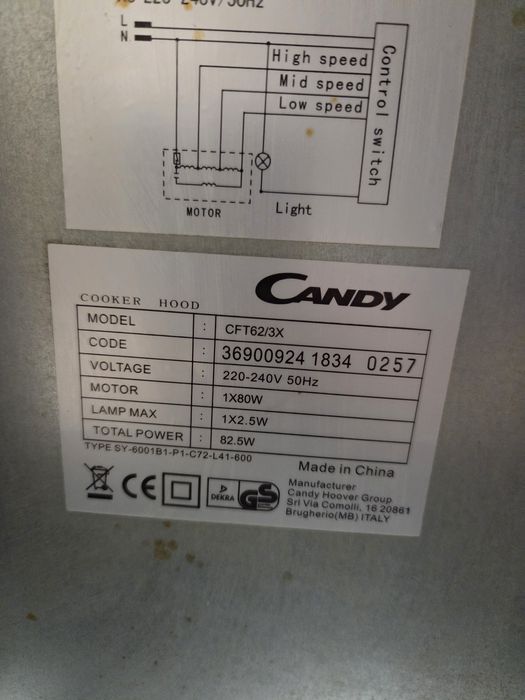 220-240V/50Hz
L
N
High speed
Mid speed
Low speed
Control switch
MOTOR
Light
CANDY
COOKER HOOD
MODEL : CFT62/3X
CODE : 36900924 1834 0257
VOLTAGE : 220-240V 50Hz
MOTOR : 1X80W
LAMP MAX : 1X2.5W
TOTAL POWER : 82.5W
TYPE SY-6001B1-P1-C72-L41-600
Made in China
CE
DEKRA
GS
Manufacturer
Candy Hoover Group
Srl Via Comolli, 16 20861
Brugherio(MB) ITALY